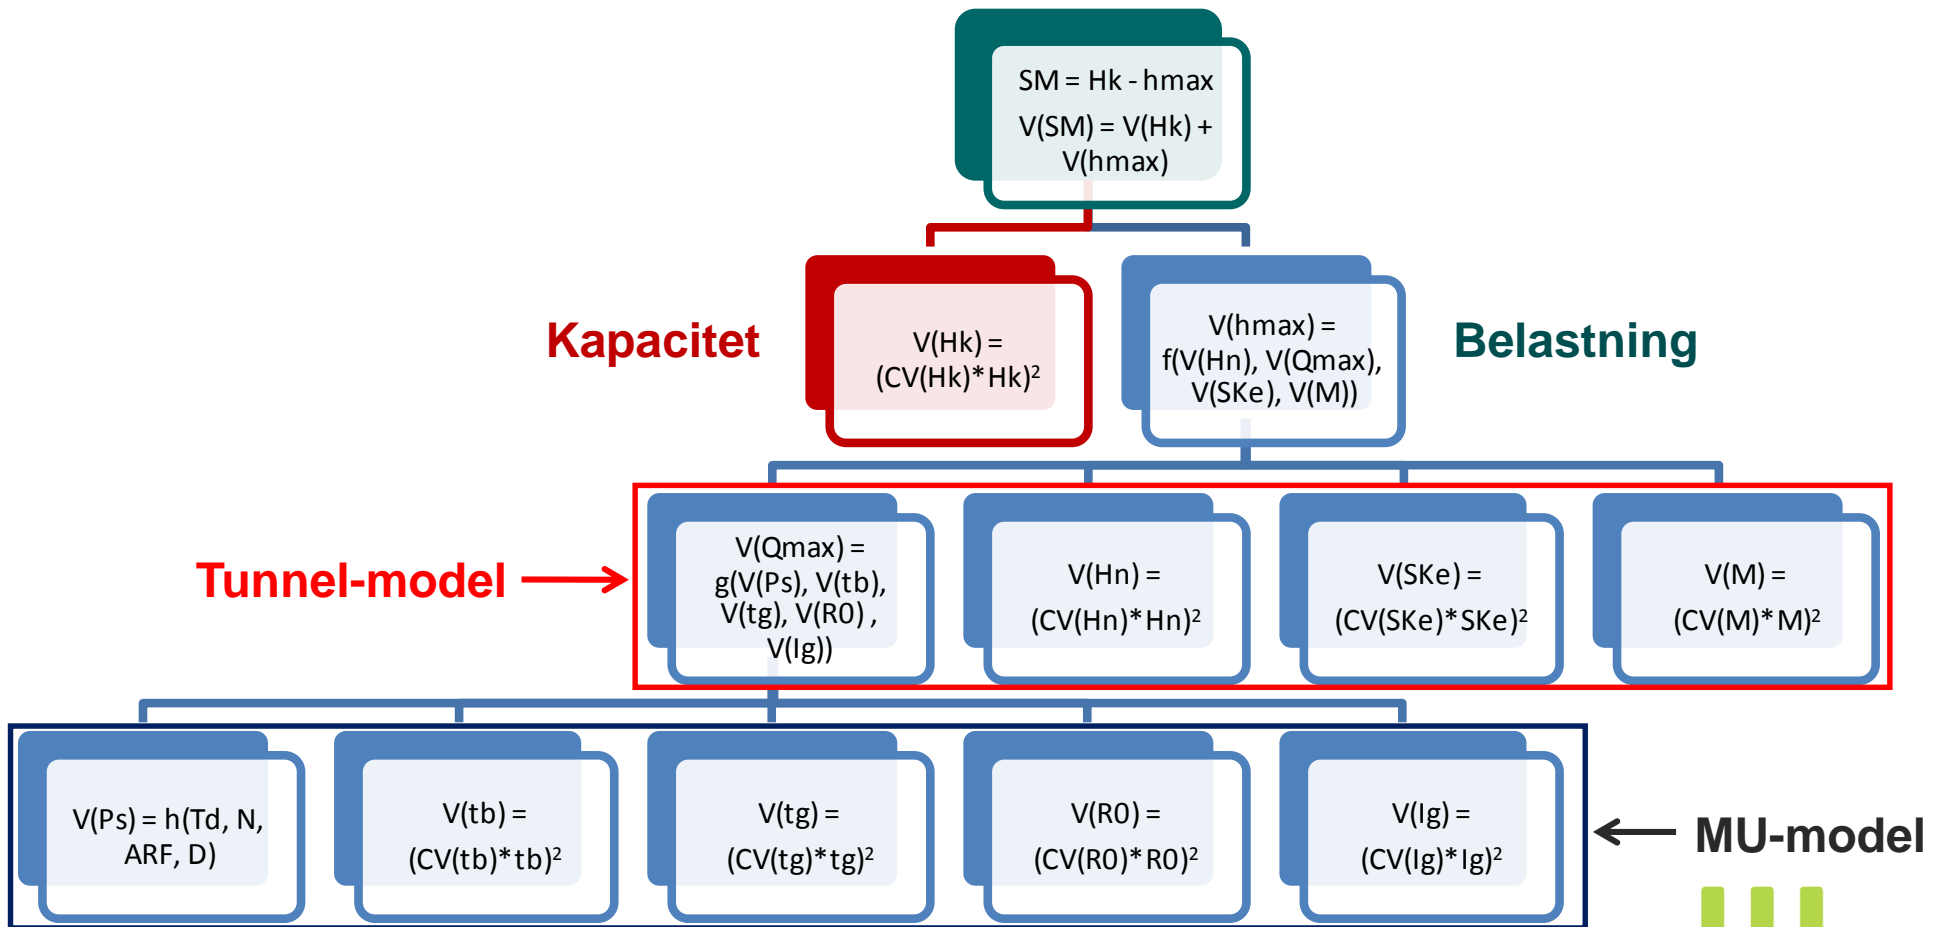 SM = Hk - hmax
V(SM) = V(Hk) +
V(hmax)
Kapacitet
V(Hk) =
(CV(Hk)*Hk)²
V(hmax) =
f(V(Hn), V(Qmax),
V(SKe), V(M))
Belastning
Tunnel-model
V(Qmax) =
g(V(Ps), V(tb),
V(tg), V(R0) ,
V(Ig))
V(Hn) =
(CV(Hn)*Hn)²
V(SKe) =
(CV(SKe)*SKe)²
V(M) =
(CV(M)*M)²
V(Ps) = h(Td, N,
ARF, D)
V(tb) =
(CV(tb)*tb)²
V(tg) =
(CV(tg)*tg)²
V(R0) =
(CV(R0)*R0)²
V(Ig) =
(CV(Ig)*Ig)²
MU-model